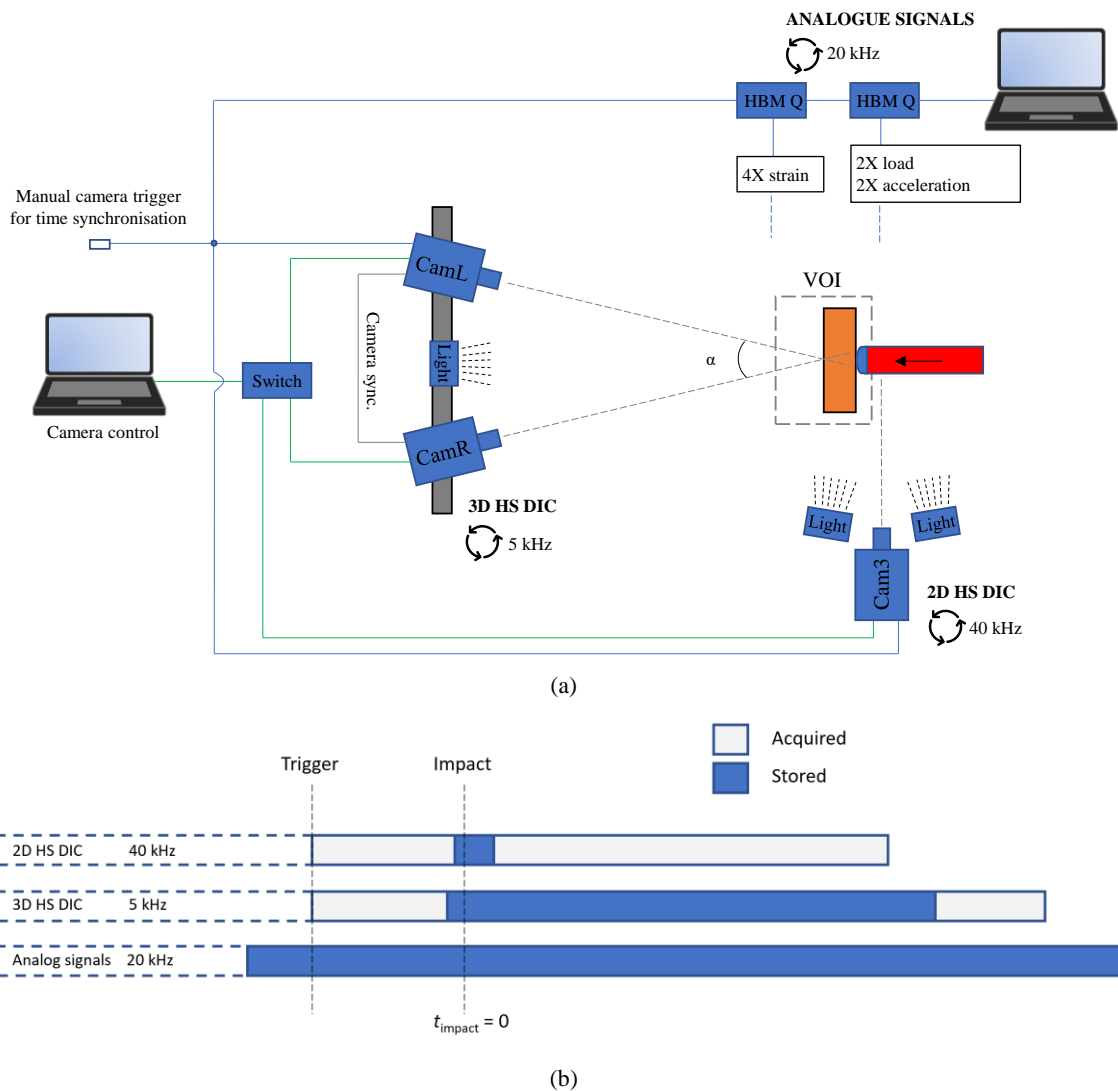 ANALOGUE SIGNALS
20 kHz
HBM Q
HBM Q
4X strain
2X load
2X acceleration
Manual camera trigger
for time synchronisation
CamL
VOI
Camera sync.
Light
α
Switch
Camera control
CamR
3D HS DIC
5 kHz
Light
Light
Cam3
2D HS DIC
40 kHz
(a)
Acquired
Stored
Trigger
Impact
2D HS DIC 40 kHz
3D HS DIC 5 kHz
Analog signals 20 kHz
timpact = 0
(b)